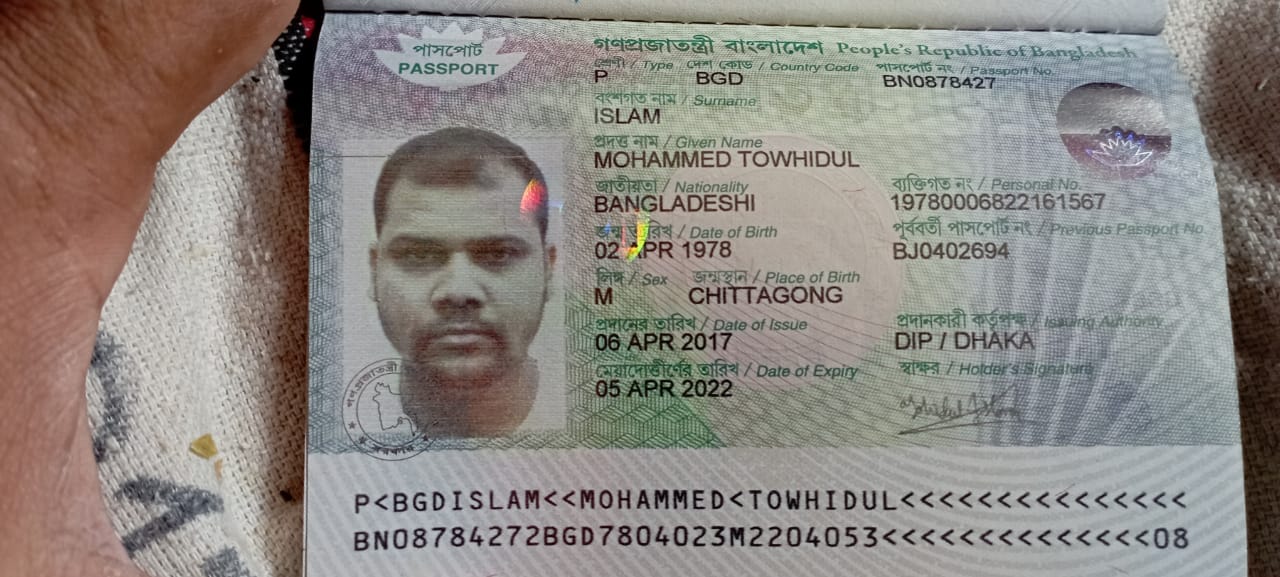 পাসপোর্ট
PASSPORT
গণপ্রজাতন্ত্রী বাংলাদেশ People's Republic of Bangladesh
শ্রেণী / Type দেশ কোড / Country Code পাসপোর্ট নং / Passport No.
P BGD BN0878427
বংশগত নাম / Surname
ISLAM
প্রদত্ত নাম / Given Name
MOHAMMED TOWHIDUL
জাতীয়তা / Nationality ব্যক্তিগত নং / Personal No.
BANGLADESHI 19780006822161567
জন্ম তারিখ / Date of Birth পূর্ববর্তী পাসপোর্ট নং / Previous Passport No.
02 APR 1978 BJ0402694
লিঙ্গ / Sex জন্মস্থান / Place of Birth
M CHITTAGONG
প্রদানের তারিখ / Date of Issue প্রদানকারী কর্তৃপক্ষ / Issuing Authority
06 APR 2017 DIP / DHAKA
মেয়াদোত্তীর্ণের তারিখ / Date of Expiry স্বাক্ষর / Holder's Signature
05 APR 2022
P<BGDISLAM<<MOHAMMED<TOWHIDUL<<<<<<<<<<<<<<<
BN08784272BGD7804023M2204053<<<<<<<<<<<<<<08